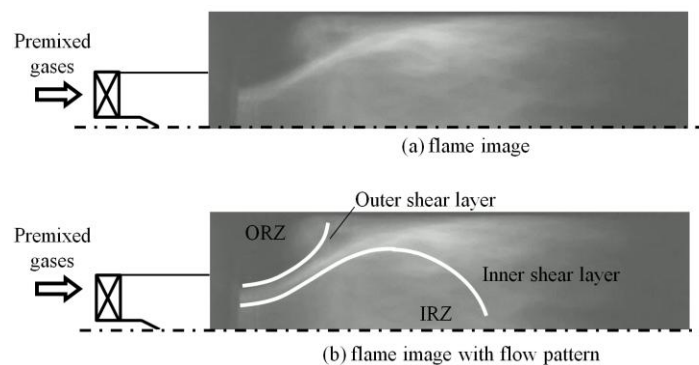 Premixed
gases
(a) flame image
Outer shear layer
ORZ
Premixed
gases
Inner shear layer
IRZ
(b) flame image with flow pattern